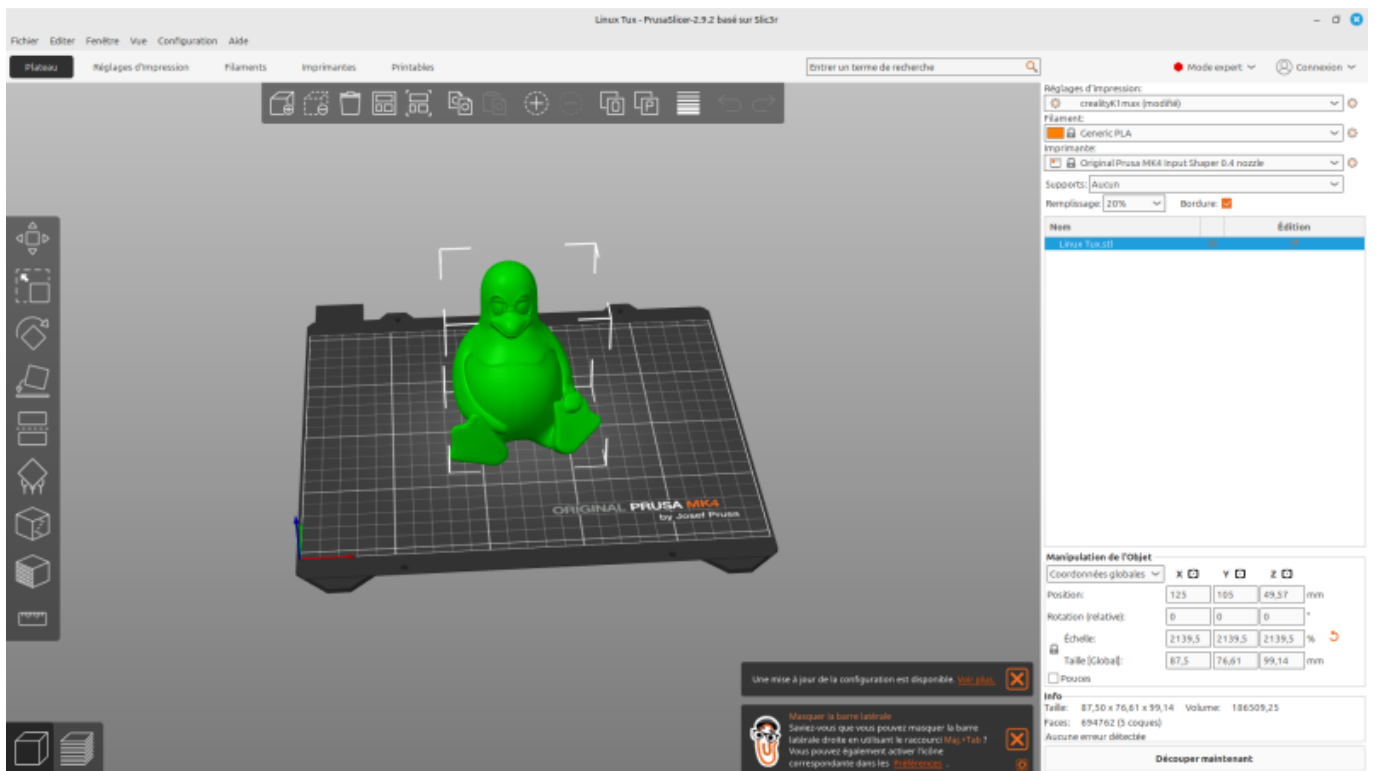 Linux Tux - PrusaSlicer-2.9.2 basé sur Slic3r
Fichier Editer Fenêtre Vue Configuration Aide
Plateau Réglages d'impression Filaments Imprimantes Printables Entrer un terme de recherche Mode expert Connexion
Réglages d'impression:
crealityK1max (modifié)
Filament:
Generic PLA
Imprimante:
Original Prusa MK4 Input Shaper 0.4 nozzle
Supports: Aucun
Remplissage: 20% Bordure:
Nom Édition
Linux Tux.stl
ORIGINAL PRUSA MK4
by Josef Prusa
Manipulation de l'Objet
Coordonnées globales X Y Z
Position: 125 105 49,57 mm
Rotation (relative): 0 0 0 °
Échelle: 2139,5 2139,5 2139,5 %
Taille [Global]: 87,5 76,61 99,14 mm
Pouces
Info
Taille: 87,50 x 76,61 x 99,14 Volume: 186509,25
Faces: 694762 (5 coques)
Aucune erreur détectée
Découper maintenant
Une mise à jour de la configuration est disponible. Voir plus.
Masquer la barre latérale
Saviez-vous que vous pouvez masquer la barre
latérale droite en utilisant le raccourci Maj.+Tab ?
Vous pouvez également activer l'icône
correspondante dans les Préférences .